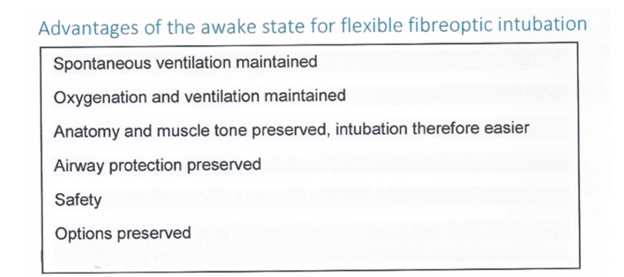 Advantages of the awake state for flexible fibreoptic intubation
Spontaneous ventilation maintained
Oxygenation and ventilation maintained
Anatomy and muscle tone preserved, intubation therefore easier
Airway protection preserved
Safety
Options preserved